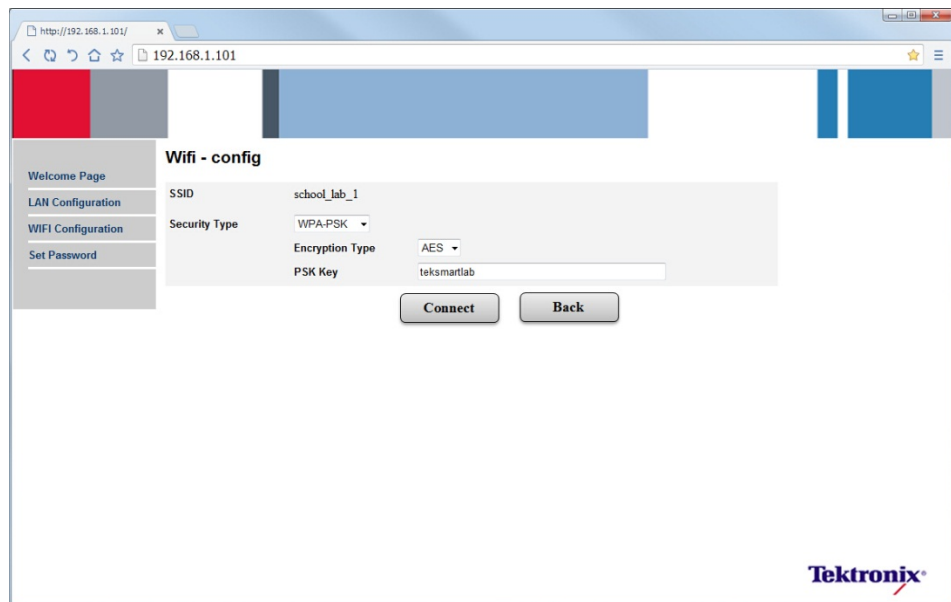 http://192.168.1.101/
192.168.1.101
Wifi - config
Welcome Page
LAN Configuration
WIFI Configuration
Set Password
SSID school_lab_1
Security Type WPA-PSK
Encryption Type AES
PSK Key teksmartlab
Connect Back
Tektronix